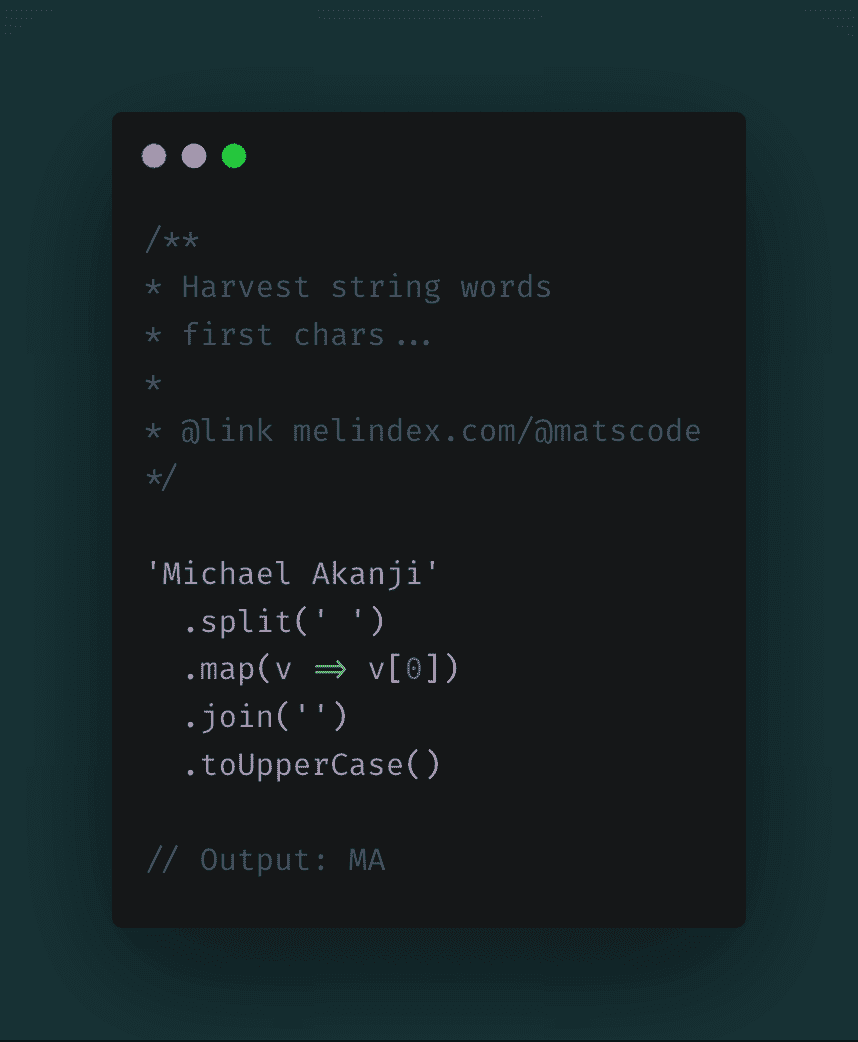 /**
* Harvest string words
* first chars...
*
* @link melindex.com/@matscode
*/
'Michael Akanji'
.split(' ')
.map(v => v[0])
.join('')
.toUpperCase()
// Output: MA